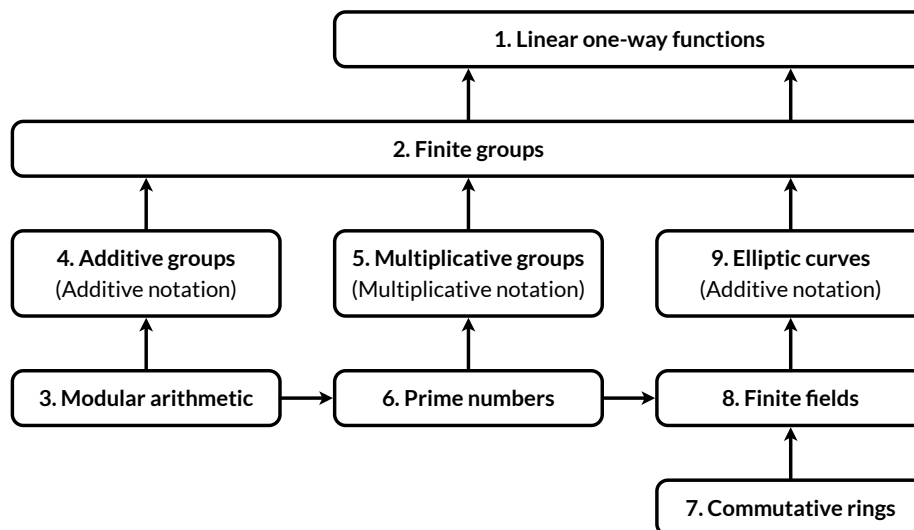 1. Linear one-way functions
2. Finite groups
4. Additive groups
(Additive notation)
5. Multiplicative groups
(Multiplicative notation)
9. Elliptic curves
(Additive notation)
3. Modular arithmetic
6. Prime numbers
8. Finite fields
7. Commutative rings